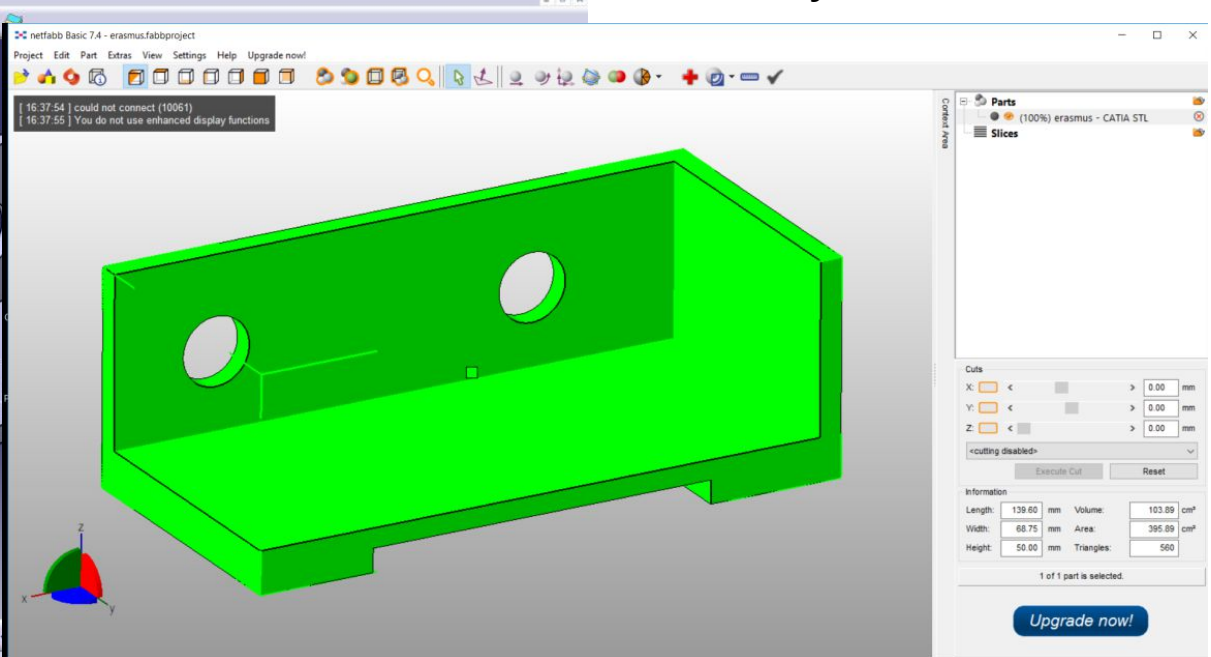 netfabb Basic 7.4 - erasmus.fabbproject
Project Edit Part Extras View Settings Help Upgrade now!
[ 16:37:54 ] could not connect (10061)
[ 16:37:55 ] You do not use enhanced display functions
Context Area
Parts
(100%) erasmus - CATIA STL
Slices
Cuts
X: < > 0.00 mm
Y: < > 0.00 mm
Z: < > 0.00 mm
<cutting disabled>
Execute Cut Reset
Information
Length: 139.60 mm Volume: 103.89 cm³
Width: 68.75 mm Area: 395.89 cm²
Height: 50.00 mm Triangles: 560
1 of 1 part is selected.
Upgrade now!
z
x
y